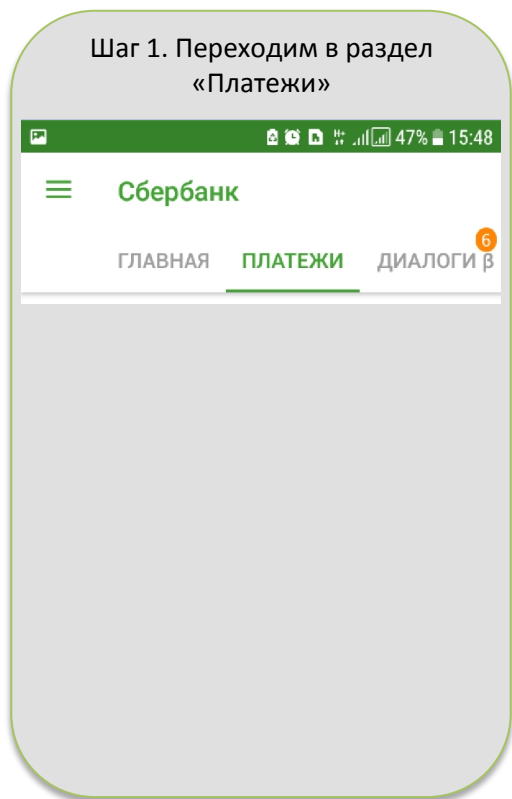 Шаг 1. Переходим в раздел
«Платежи»
47% 15:48
Сбербанк
6
ГЛАВНАЯ ПЛАТЕЖИ ДИАЛОГИ β